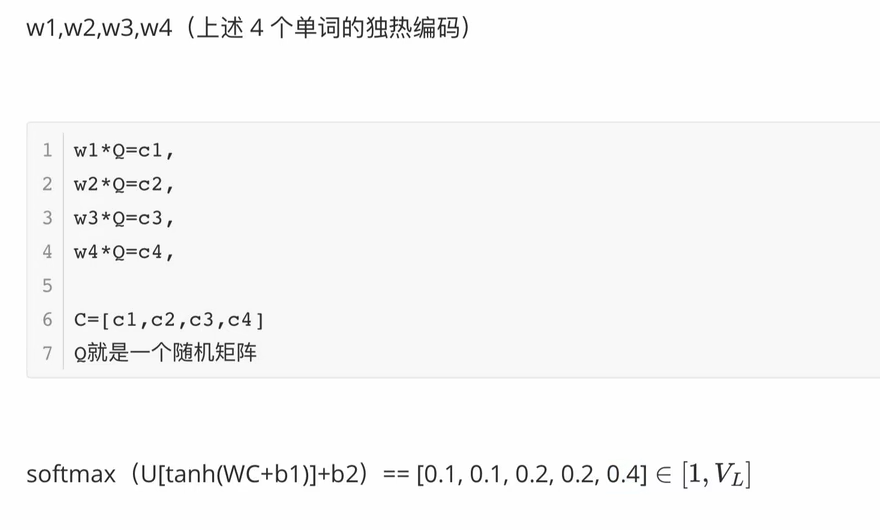 w1,w2,w3,w4（上述 4 个单词的独热编码）
1 w1*Q=c1,
2 w2*Q=c2,
3 w3*Q=c3,
4 w4*Q=c4,
5
6 C=[c1,c2,c3,c4]
7 Q就是一个随机矩阵
softmax（U[tanh(WC+b1)]+b2）== [0.1, 0.1, 0.2, 0.2, 0.4] ∈ [1, V_L]